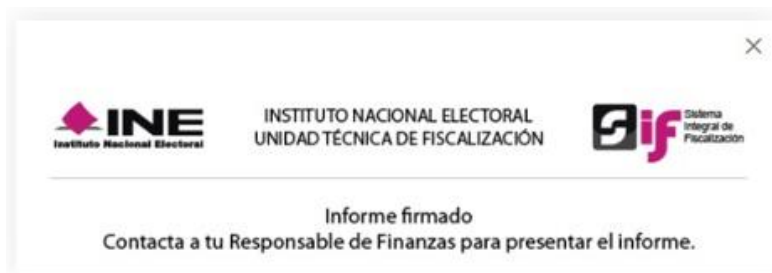 INE
Instituto Nacional Electoral
INSTITUTO NACIONAL ELECTORAL
UNIDAD TÉCNICA DE FISCALIZACIÓN
Sif
Sistema
Integral de
Fiscalización
Informe firmado
Contacta a tu Responsable de Finanzas para presentar el informe.